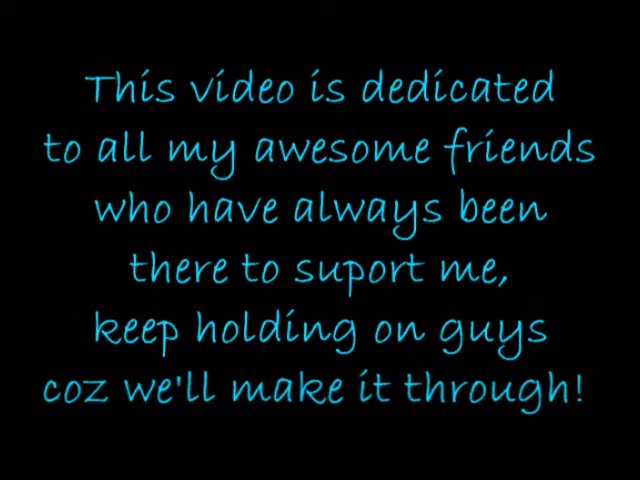 This video is dedicated
to all my awesome friends
who have always been
there to suport me,
keep holding on guys
coz we'll make it through!